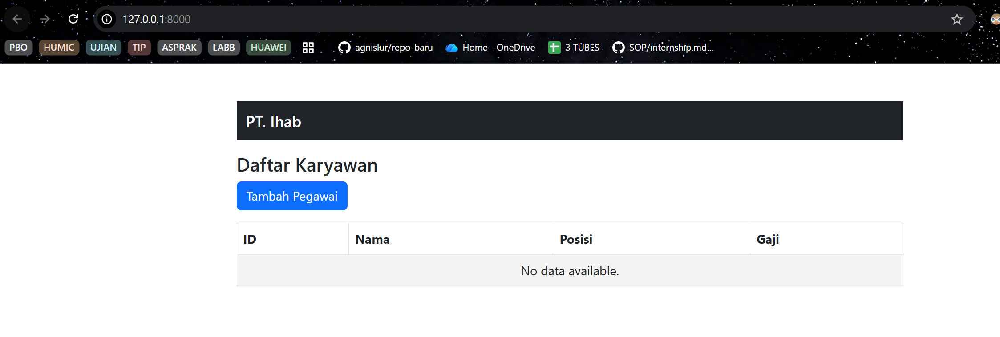 127.0.0.1:8000
PBO HUMIC UJIAN TIP ASPRAK LABB HUAWEI agnislur/repo-baru Home - OneDrive 3 TUBES SOP/internship.md...
PT. Ihab
Daftar Karyawan
Tambah Pegawai
ID Nama Posisi Gaji
No data available.